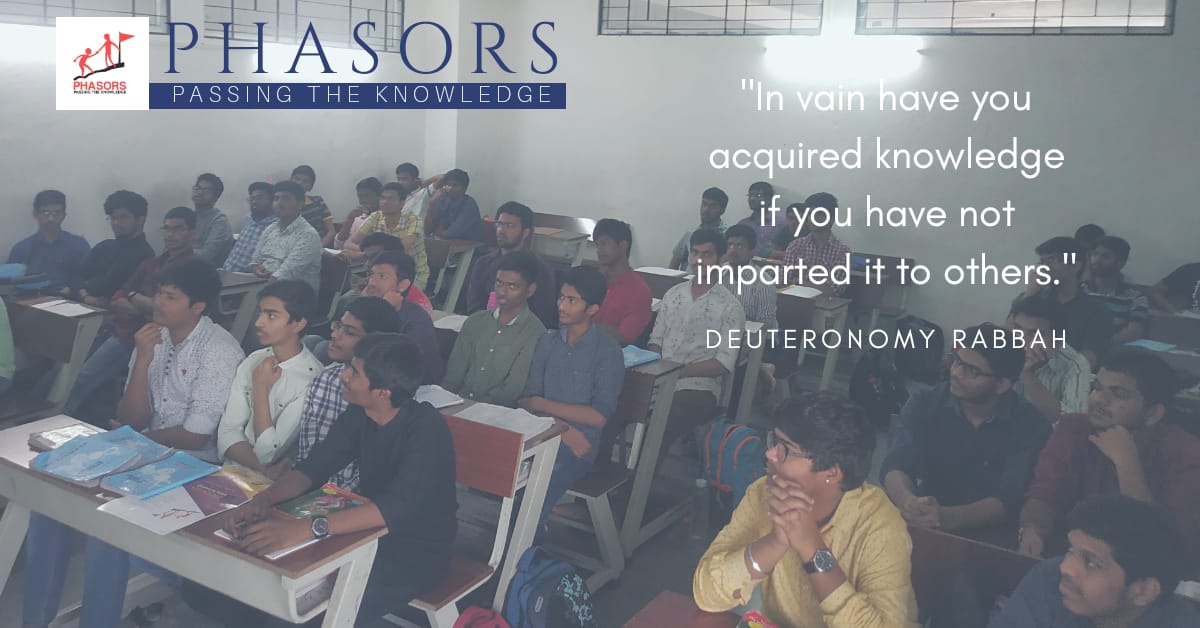 PHASORS
PASSING THE KNOWLEDGE
PHASORS
PASSING THE KNOWLEDGE
"In vain have you
acquired knowledge
if you have not
imparted it to others."
DEUTERONOMY RABBAH